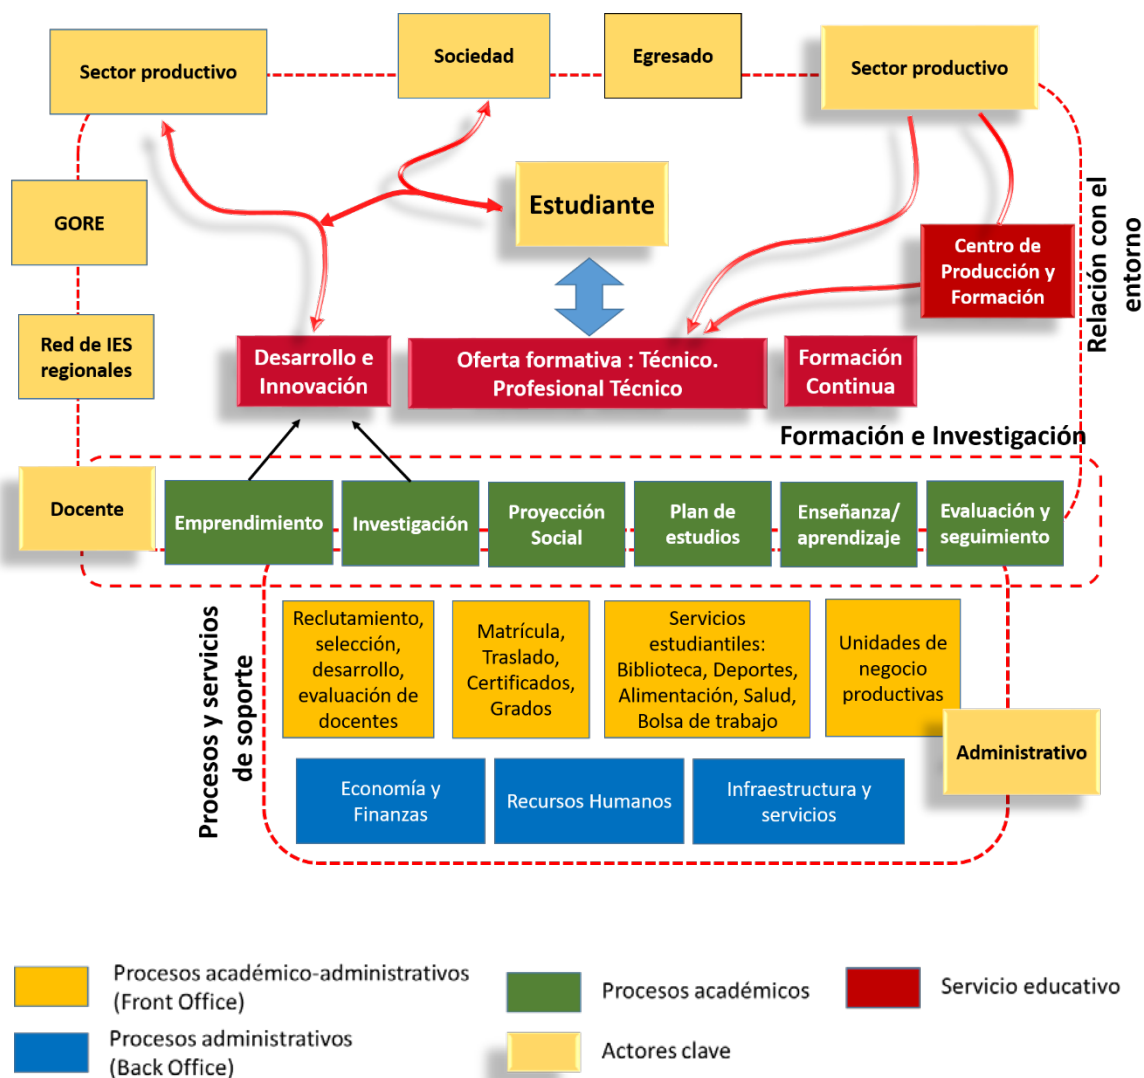 Sector productivo
Sociedad
Egresado
Sector productivo
GORE
Estudiante
Centro de
Producción y
Formación
Relación con el
entorno
Red de IES
regionales
Desarrollo e
Innovación
Oferta formativa : Técnico.
Profesional Técnico
Formación
Continua
Formación e Investigación
Docente
Emprendimiento
Investigación
Proyección
Social
Plan de
estudios
Enseñanza/
aprendizaje
Evaluación y
seguimiento
Procesos y servicios
de soporte
Reclutamiento,
selección,
desarrollo,
evaluación de
docentes
Matrícula,
Traslado,
Certificados,
Grados
Servicios
estudiantiles:
Biblioteca, Deportes,
Alimentación, Salud,
Bolsa de trabajo
Unidades de
negocio
productivas
Administrativo
Economía y
Finanzas
Recursos Humanos
Infraestructura y
servicios
Procesos académico-administrativos
(Front Office)
Procesos académicos
Servicio educativo
Procesos administrativos
(Back Office)
Actores clave